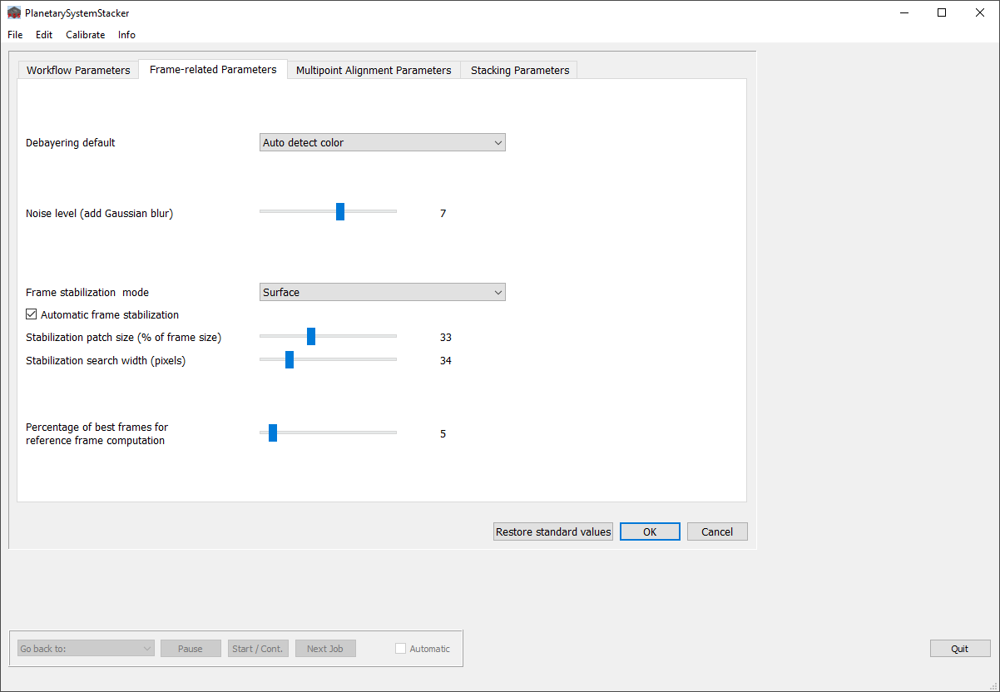 PlanetarySystemStacker
File Edit Calibrate Info
Workflow Parameters Frame-related Parameters Multipoint Alignment Parameters Stacking Parameters
Debayering default Auto detect color
Noise level (add Gaussian blur) 7
Frame stabilization  mode Surface
Automatic frame stabilization
Stabilization patch size (% of frame size) 33
Stabilization search width (pixels) 34
Percentage of best frames for
reference frame computation 5
Restore standard values OK Cancel
Go back to: Pause Start / Cont. Next Job Automatic Quit